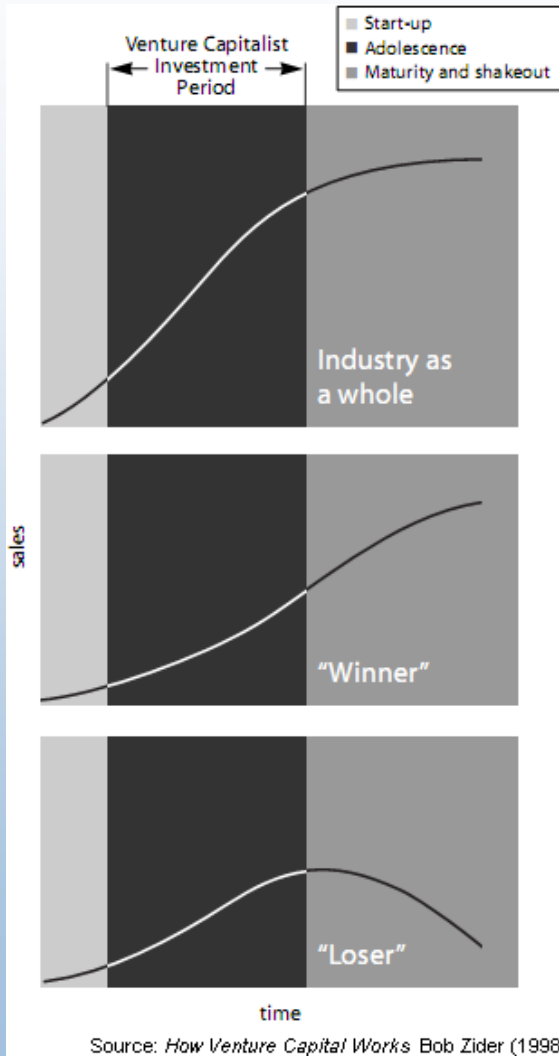 Venture Capitalist
Investment
Period
Start-up
Adolescence
Maturity and shakeout
Industry as
a whole
sales
“Winner”
“Loser”
time
Source: How Venture Capital Works Bob Zider (1998